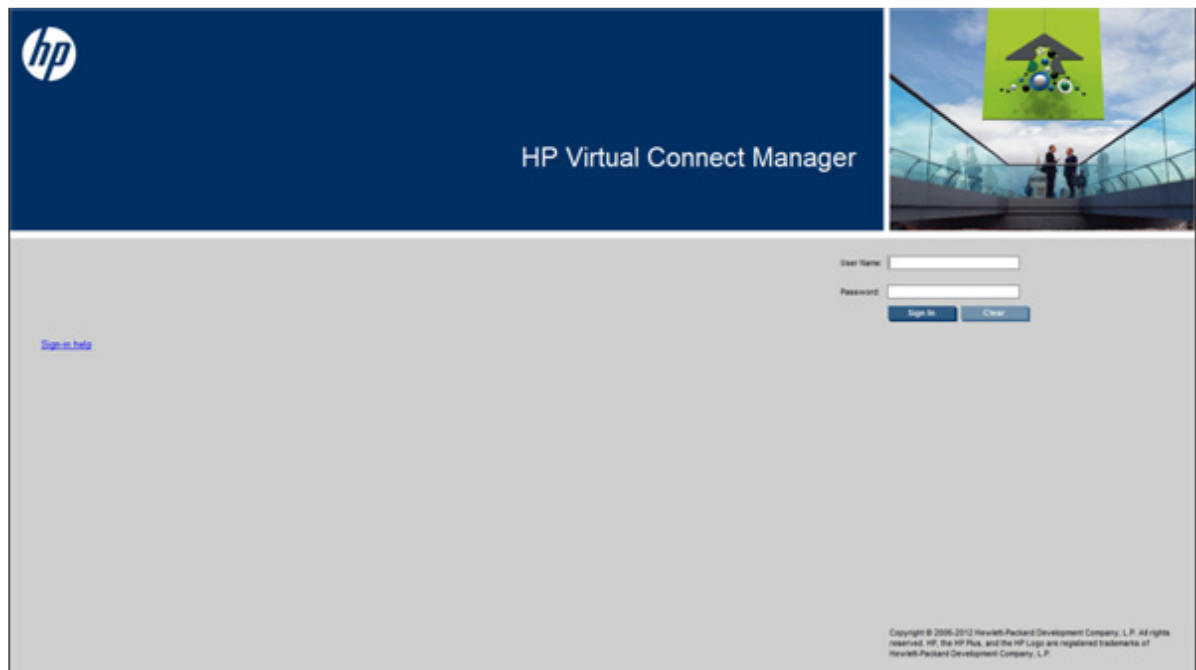 hp
HP Virtual Connect Manager
User Name:
Password:
Sign In Clear
Sign-in help
Copyright © 2006-2012 Hewlett-Packard Development Company, L.P. All rights
reserved. HP, the HP Plus, and the HP Logo are registered trademarks of
Hewlett-Packard Development Company, L.P.